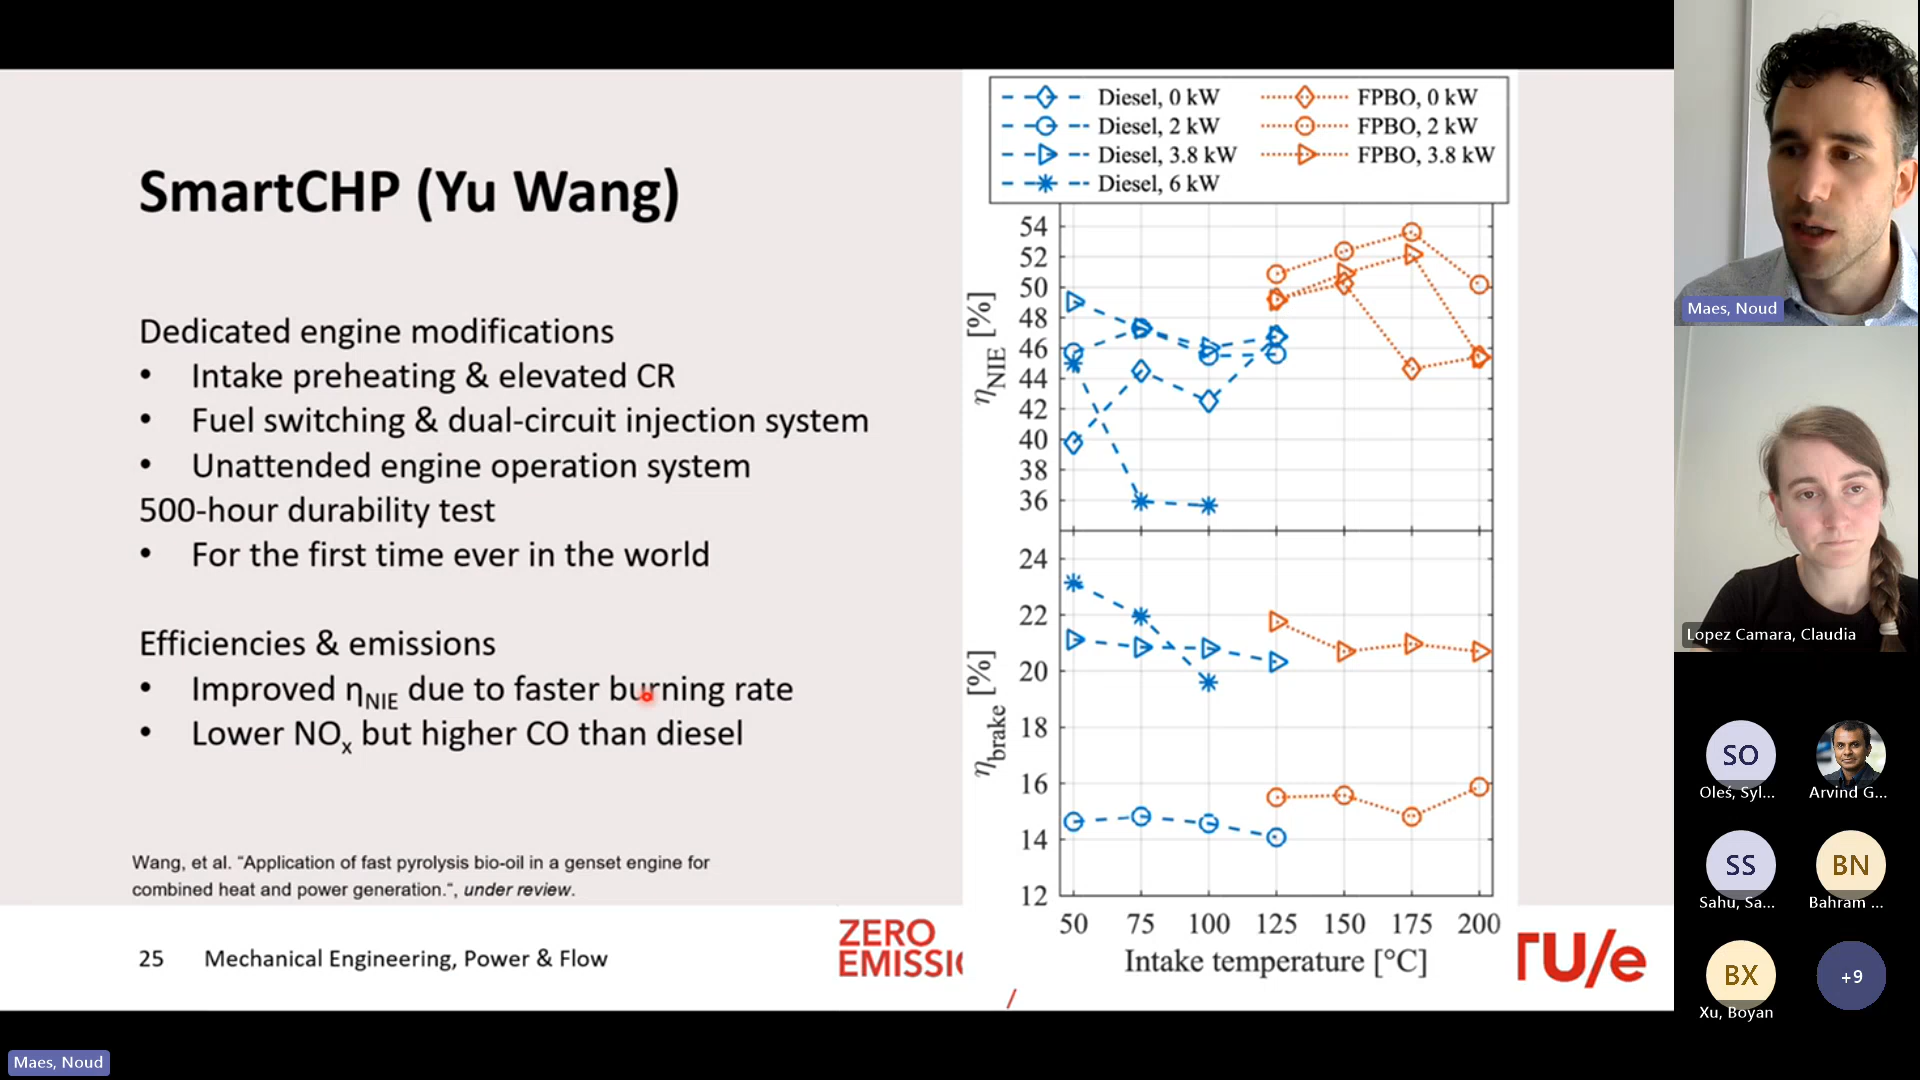 SmartCHP (Yu Wang)
Dedicated engine modifications
• Intake preheating & elevated CR
• Fuel switching & dual-circuit injection system
• Unattended engine operation system
500-hour durability test
• For the first time ever in the world
Efficiencies & emissions
• Improved ηNIE due to faster burning rate
• Lower NOx but higher CO than diesel
Wang, et al. “Application of fast pyrolysis bio-oil in a genset engine for
combined heat and power generation.“, under review.
25 Mechanical Engineering, Power & Flow
ZERO
EMISSI
/
TU/e
Diesel, 0 kW
Diesel, 2 kW
Diesel, 3.8 kW
Diesel, 6 kW
FPBO, 0 kW
FPBO, 2 kW
FPBO, 3.8 kW
ηNIE [%]
54
52
50
48
46
44
42
40
38
36
ηbrake [%]
24
22
20
18
16
14
12
50 75 100 125 150 175 200
Intake temperature [°C]
Maes, Noud
Lopez Camara, Claudia
SO
Oleś, Syl...
Arvind G...
SS
Sahu, Sa...
BN
Bahram ...
BX
Xu, Boyan
+9
Maes, Noud